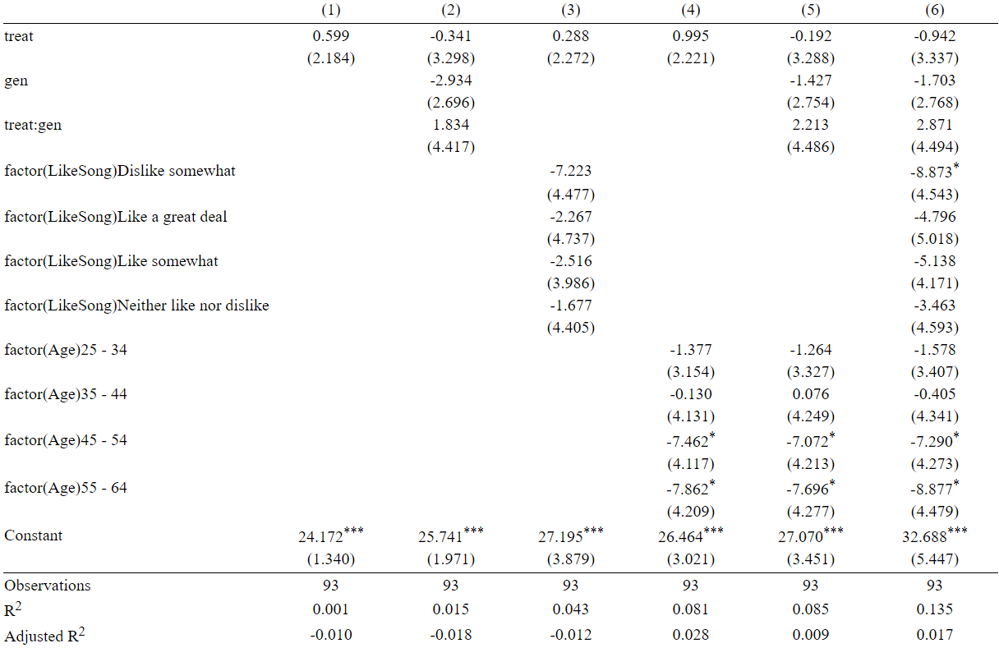 (1) (2) (3) (4) (5) (6)
treat 0.599 -0.341 0.288 0.995 -0.192 -0.942
(2.184) (3.298) (2.272) (2.221) (3.288) (3.337)
gen -2.934 -1.427 -1.703
(2.696) (2.754) (2.768)
treat:gen 1.834 2.213 2.871
(4.417) (4.486) (4.494)
factor(LikeSong)Dislike somewhat -7.223 -8.873*
(4.477) (4.543)
factor(LikeSong)Like a great deal -2.267 -4.796
(4.737) (5.018)
factor(LikeSong)Like somewhat -2.516 -5.138
(3.986) (4.171)
factor(LikeSong)Neither like nor dislike -1.677 -3.463
(4.405) (4.593)
factor(Age)25 - 34 -1.377 -1.264 -1.578
(3.154) (3.327) (3.407)
factor(Age)35 - 44 -0.130 0.076 -0.405
(4.131) (4.249) (4.341)
factor(Age)45 - 54 -7.462* -7.072* -7.290*
(4.117) (4.213) (4.273)
factor(Age)55 - 64 -7.862* -7.696* -8.877*
(4.209) (4.277) (4.479)
Constant 24.172*** 25.741*** 27.195*** 26.464*** 27.070*** 32.688***
(1.340) (1.971) (3.879) (3.021) (3.451) (5.447)
Observations 93 93 93 93 93 93
R2 0.001 0.015 0.043 0.081 0.085 0.135
Adjusted R2 -0.010 -0.018 -0.012 0.028 0.009 0.017